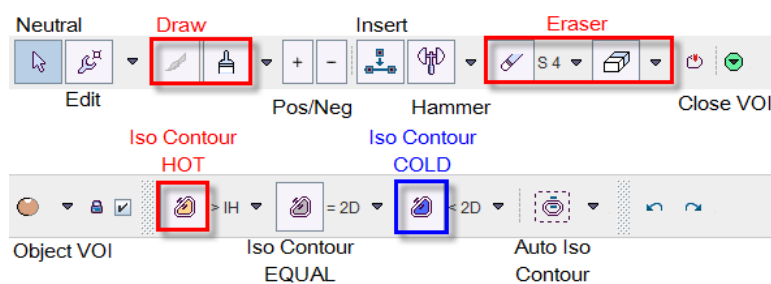 Neutral Draw Insert Eraser
+ - S 4
Edit Pos/Neg Hammer Close VOI
Iso Contour Iso Contour
HOT COLD
> IH = 2D < 2D
Object VOI Iso Contour Auto Iso
EQUAL Contour